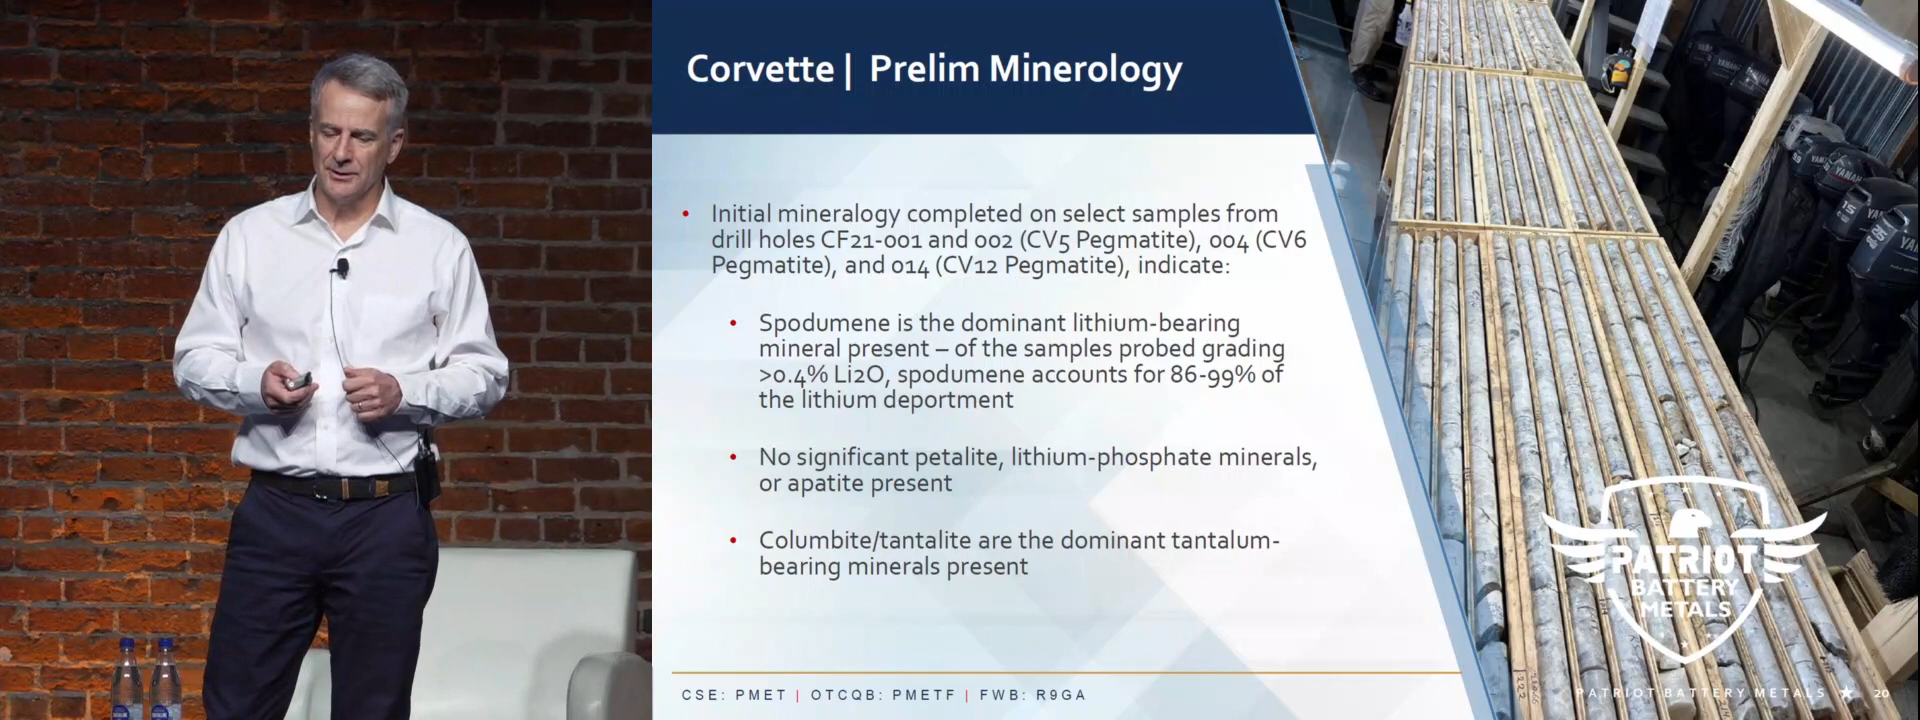 Corvette | Prelim Minerology
• Initial mineralogy completed on select samples from
drill holes CF21-001 and 002 (CV5 Pegmatite), 004 (CV6
Pegmatite), and 014 (CV12 Pegmatite), indicate:
• Spodumene is the dominant lithium-bearing
mineral present – of the samples probed grading
>0.4% Li2O, spodumene accounts for 86-99% of
the lithium deportment
• No significant petalite, lithium-phosphate minerals,
or apatite present
• Columbite/tantalite are the dominant tantalum-
bearing minerals present
CSE: PMET | OTCQB: PMETF | FWB: R9GA
YAMAHA
15
PATRIOT
BATTERY
METALS
PATRIOT BATTERY METALS ★ 20